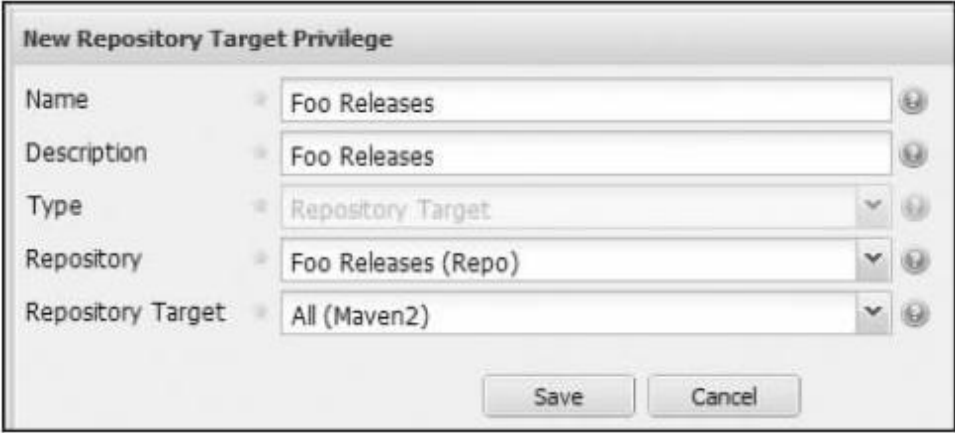 New Repository Target Privilege
Name Foo Releases
Description Foo Releases
Type Repository Target
Repository Foo Releases (Repo)
Repository Target All (Maven2)
Save Cancel